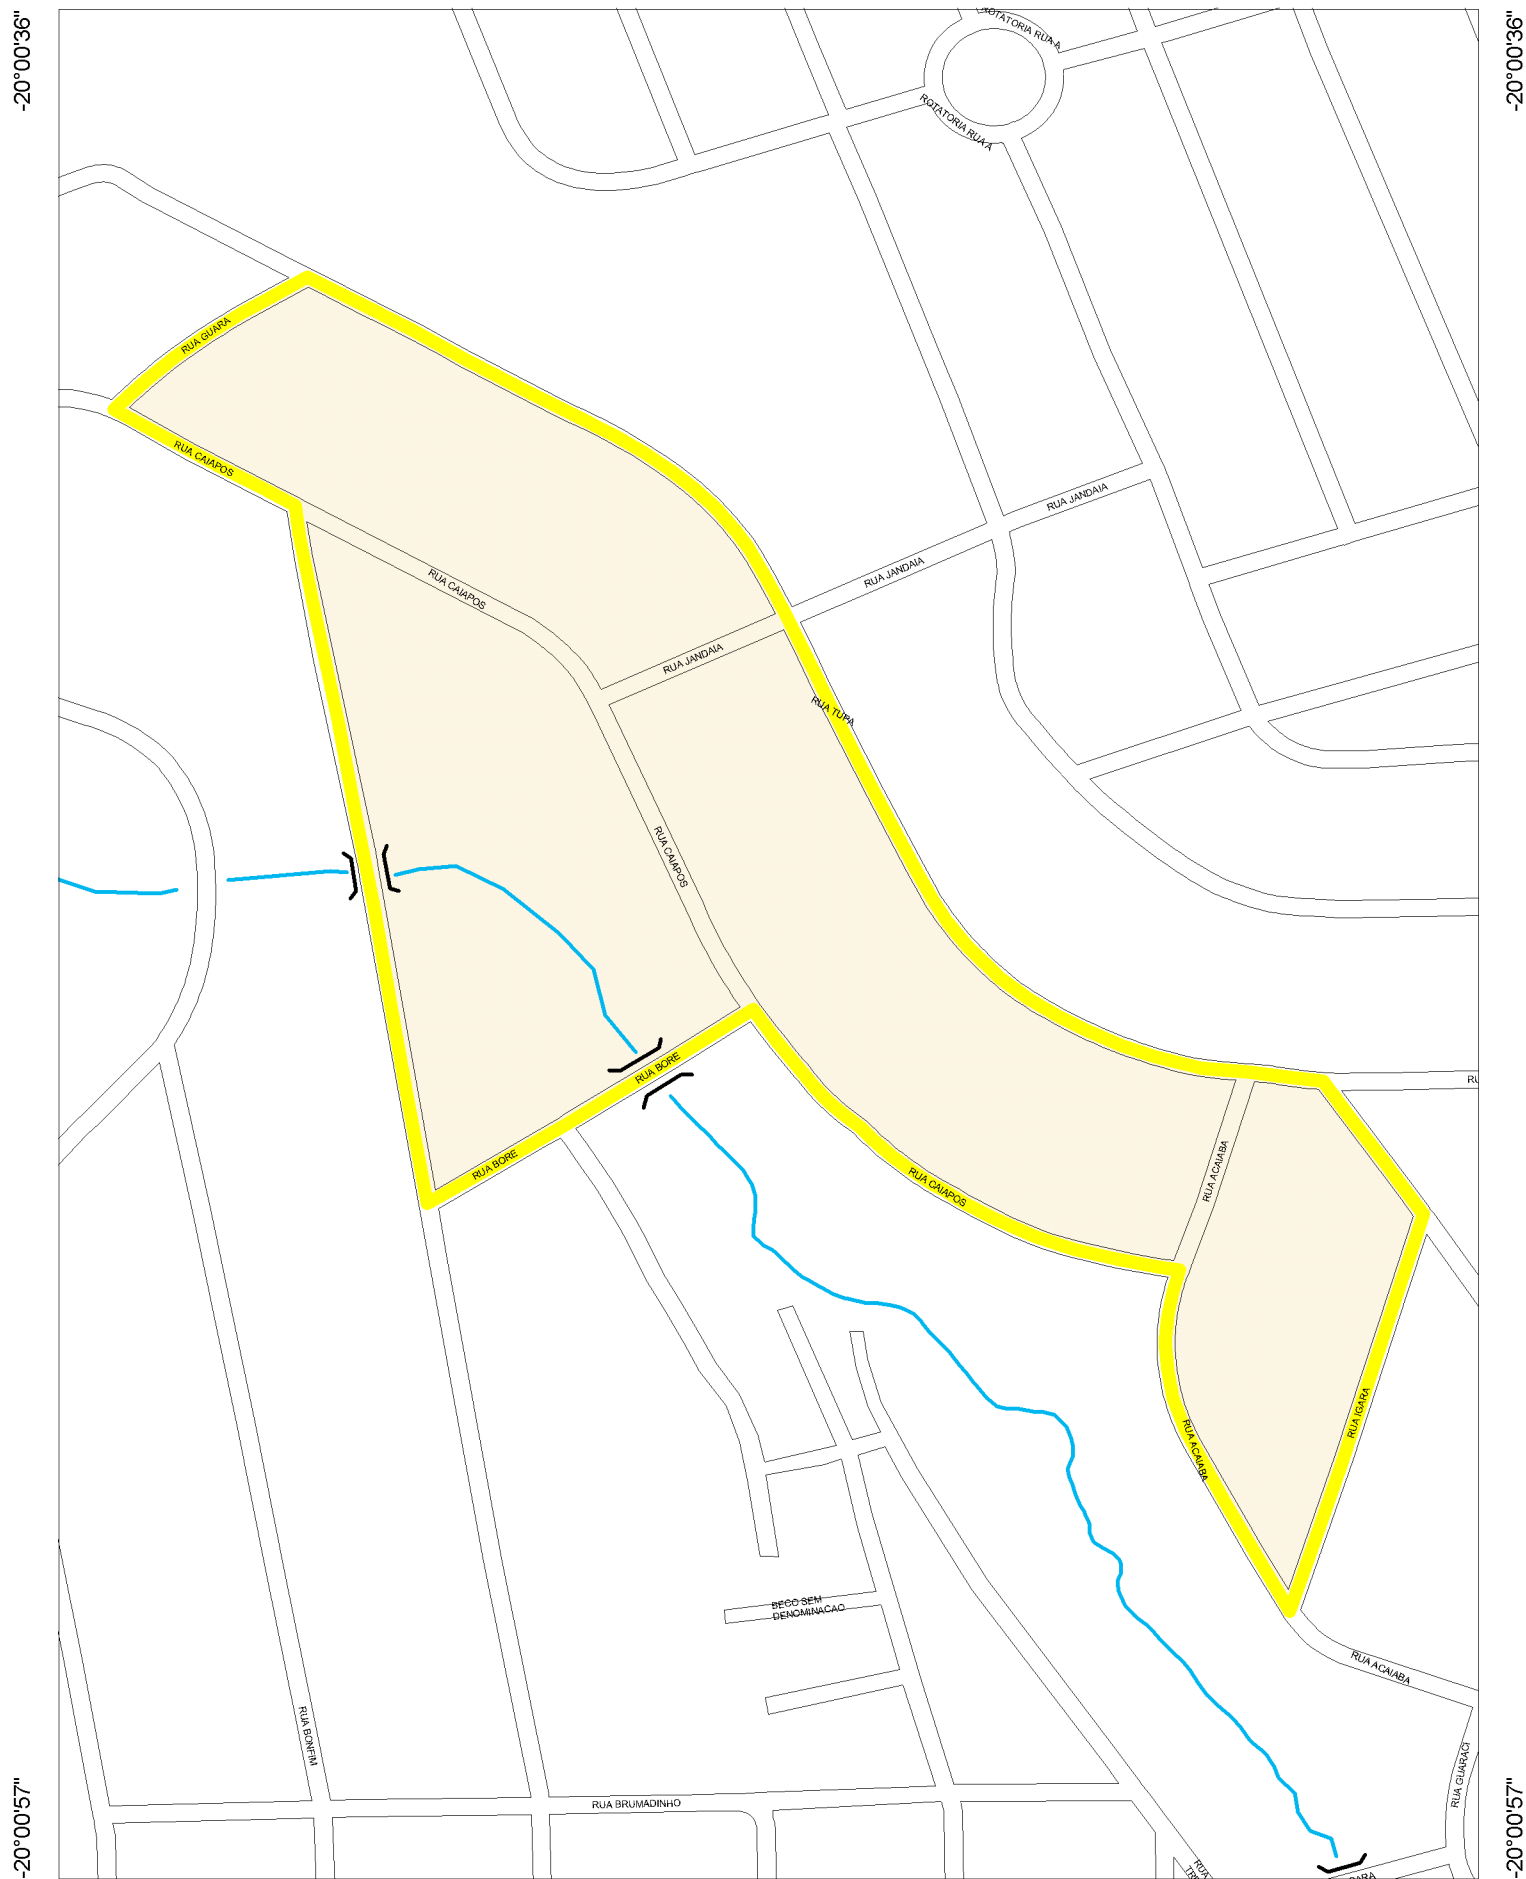 -20°00'36"
-20°00'36"
ROTATORIA RUA A
ROTATORIA RUA A
RUA GUARA
RUA CAIAPOS
RUA JANDAIA
RUA JANDAIA
RUA CAIAPOS
RUA JANDAIA
RUA TUPA
RUA CAIAPOS
RUA BORE
RUA BORE
RUA ACAIABA
RUA CAIAPOS
RUA IGARA
RUA ACAIABA
BECO SEM
DENOMINACAO
RUA ACAIABA
RUA BONFIM
RUA GUARACI
RUA BRUMADINHO
RUA
-20°00'57"
-20°00'57"